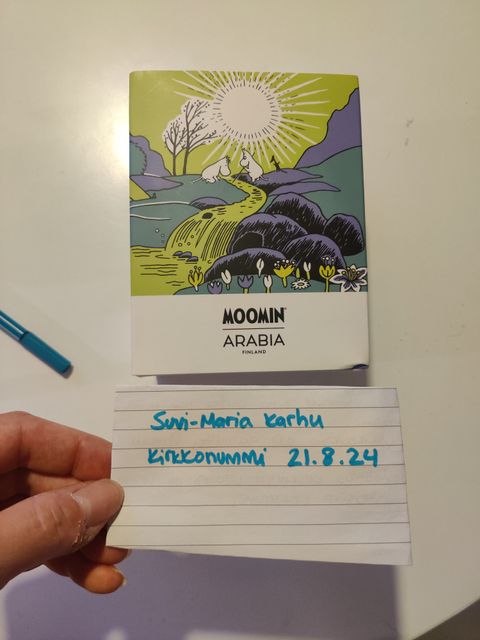 MOOMIN
ARABIA
FINLAND
Suvi-Maria Karhu
Kirkkonummi 21.8.24